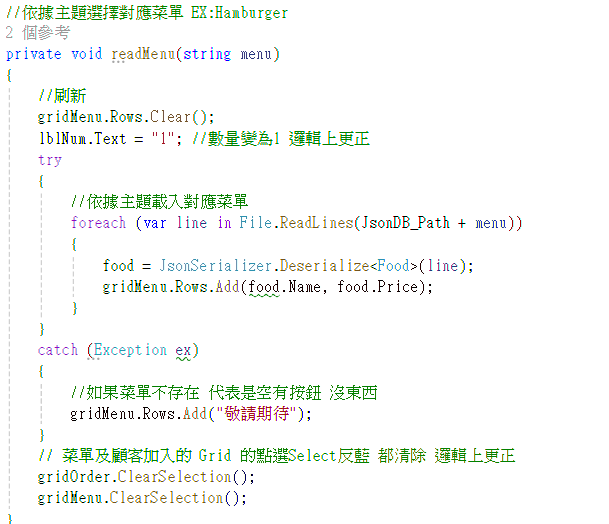 //依據主題選擇對應菜單 EX:Hamburger
2 個參考
private void readMenu(string menu)
{
//刷新
gridMenu.Rows.Clear();
lblNum.Text = "1"; //數量變為1 邏輯上更正
try
{
//依據主題載入對應菜單
foreach (var line in File.ReadLines(JsonDB_Path + menu))
{
food = JsonSerializer.Deserialize<Food>(line);
gridMenu.Rows.Add(food.Name, food.Price);
}
}
catch (Exception ex)
{
//如果菜單不存在 代表是空有按鈕 沒東西
gridMenu.Rows.Add("敬請期待");
}
// 菜單及顧客加入的 Grid 的點選Select反藍 都清除 邏輯上更正
gridOrder.ClearSelection();
gridMenu.ClearSelection();
}